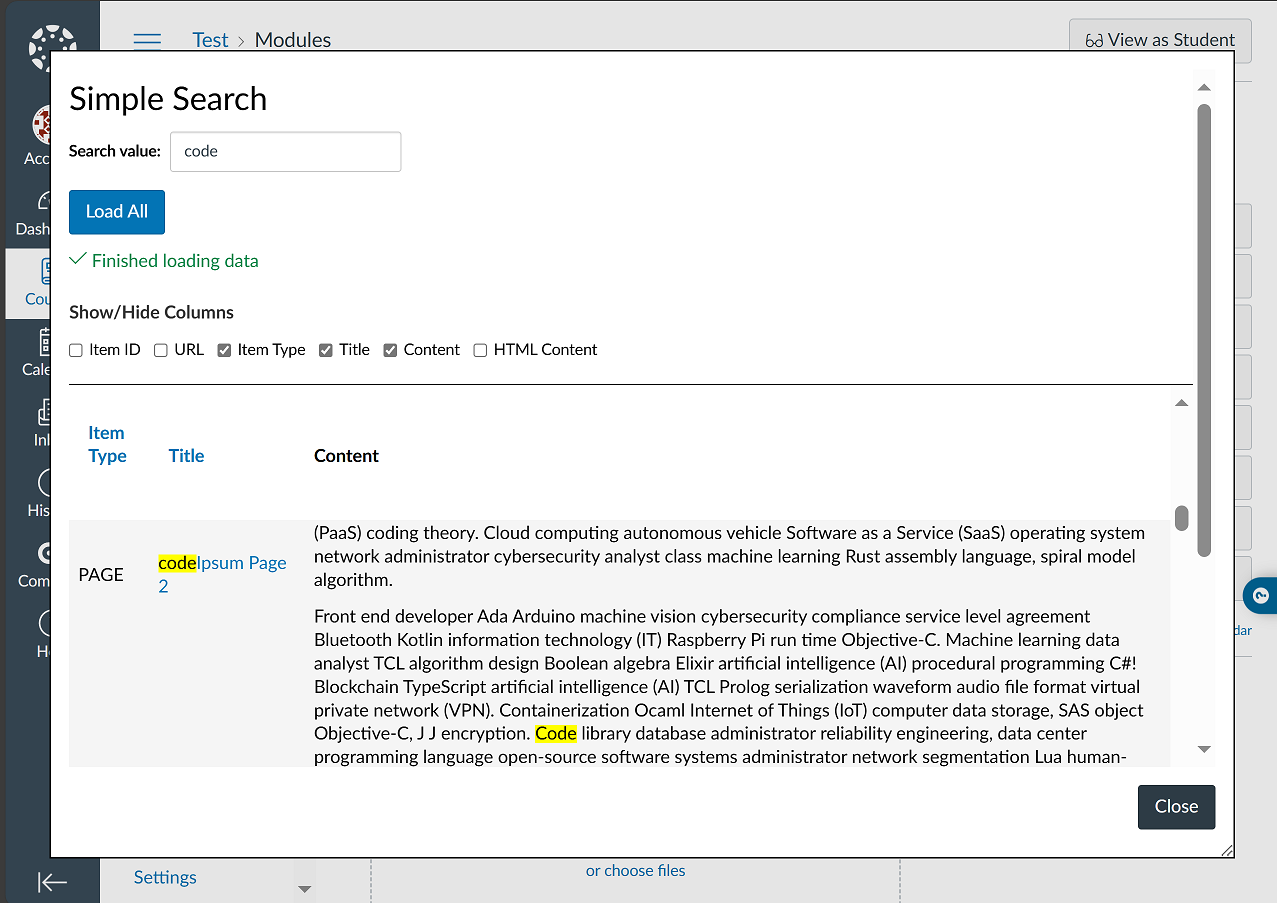 Test > Modules
View as Student
Simple Search
Search value: code
Load All
Finished loading data
Show/Hide Columns
Item ID URL Item Type Title Content HTML Content
Item
Type Title Content
(PaaS) coding theory. Cloud computing autonomous vehicle Software as a Service (SaaS) operating system
network administrator cybersecurity analyst class machine learning Rust assembly language, spiral model
algorithm.
PAGE
codeIpsum Page
2
Front end developer Ada Arduino machine vision cybersecurity compliance service level agreement
Bluetooth Kotlin information technology (IT) Raspberry Pi run time Objective-C. Machine learning data
analyst TCL algorithm design Boolean algebra Elixir artificial intelligence (AI) procedural programming C#!
Blockchain TypeScript artificial intelligence (AI) TCL Prolog serialization waveform audio file format virtual
private network (VPN). Containerization Ocaml Internet of Things (IoT) computer data storage, SAS object
Objective-C, J J encryption. Code library database administrator reliability engineering, data center
programming language open-source software systems administrator network segmentation Lua human-
Close
Acc
Dash
Cou
Cale
In
His
Com
H
dar
Settings
or choose files